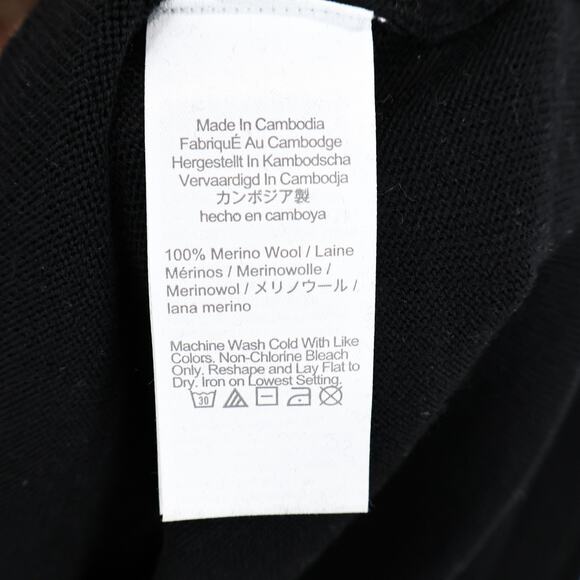 Made In Cambodia
FabriquÉ Au Cambodge
Hergestellt In Kambodscha
Vervaardigd In Cambodja
カンボジア製
hecho en camboya
100% Merino Wool / Laine
Mérinos / Merinowolle /
Merinowol / メリノウール /
lana merino
Machine Wash Cold With Like
Colors. Non-Chlorine Bleach
Only. Reshape and Lay Flat to
Dry. Iron on Lowest Setting.
30